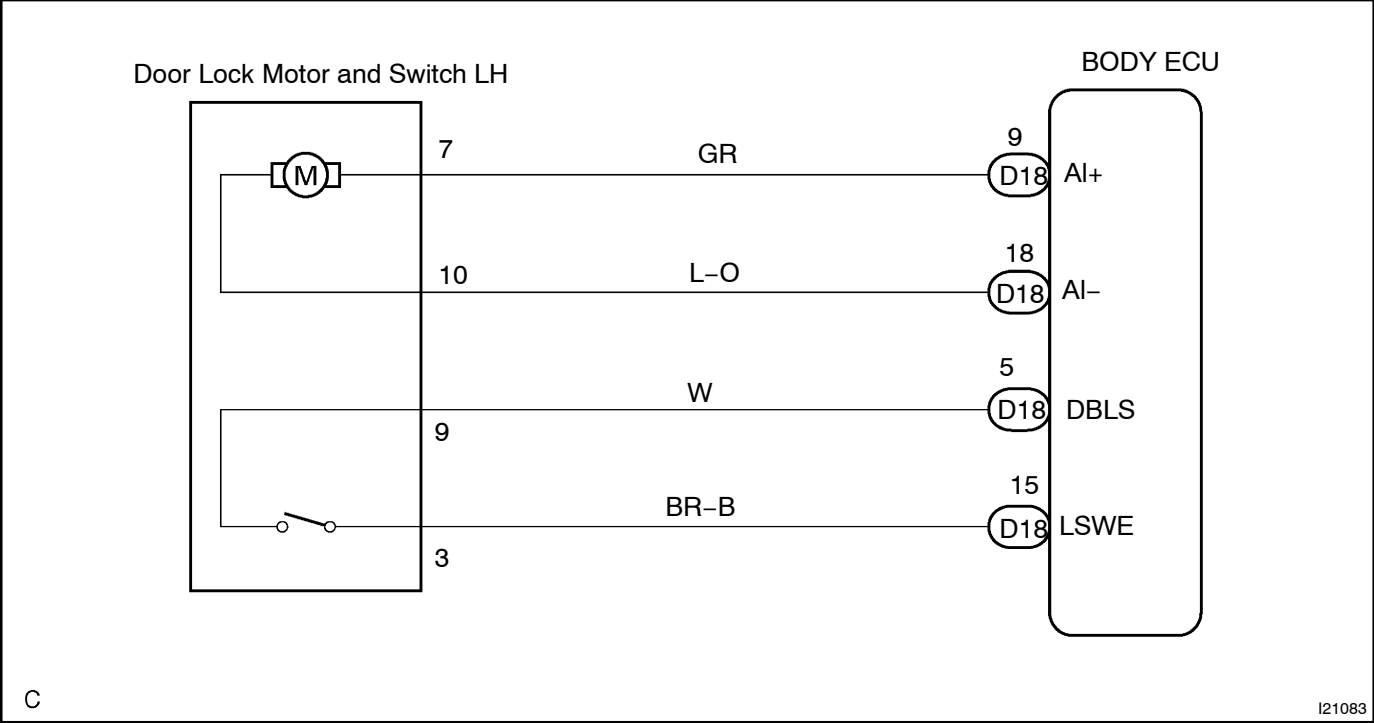 BODY ECU
Door Lock Motor and Switch LH
9
7
GR
M
D18
AI+
18
10
L−O
D18
AI−
5
W
D18
DBLS
9
15
BR−B
D18
LSWE
3
C
I21083